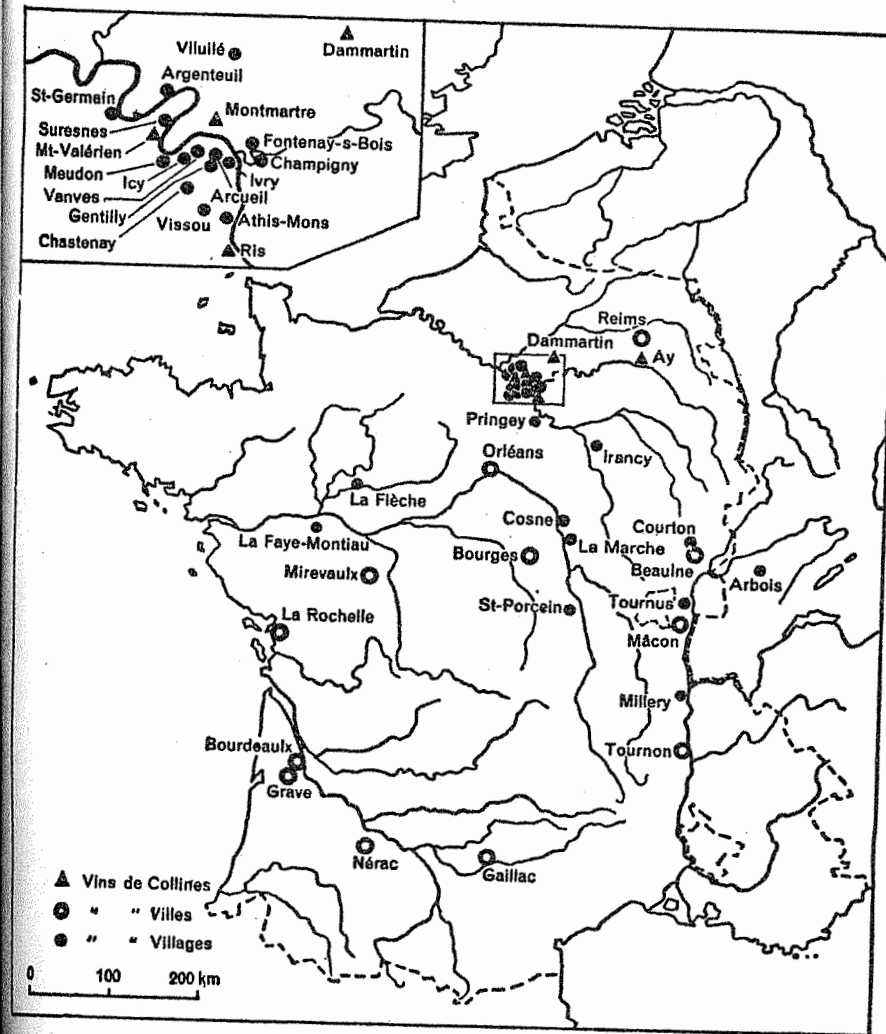 Dammartin
Viluilé
Argenteuil
St-Germain
Montmartre
Suresnes
Mt-Valérien
Fontenay-s-Bois
Champigny
Meudon
Icy
Ivry
Vanves
Arcueil
Gentilly
Vissou
Athis-Mons
Chastenay
Ris
Reims
Dammartin
Ay
Pringey
Orléans
Irancy
La Flèche
Cosne
Courton
La Faye-Montiau
La Marche
Bourges
Beaulne
Mirevaulx
Arbois
St-Porcein
Tournus
La Rochelle
Mâcon
Millery
Bourdeaulx
Tournon
Grave
Nérac
Gaillac
Vins de Collines
" " Villes
" " Villages
0 100 200 km